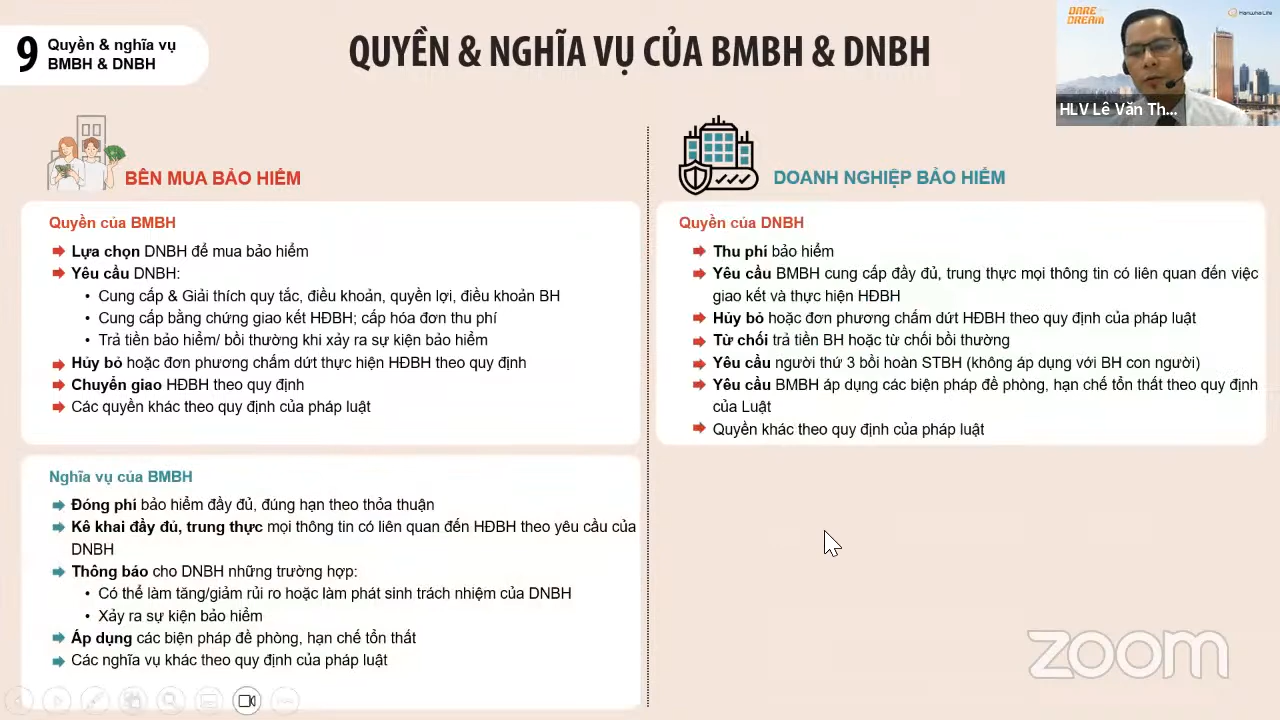 9
Quyền & nghĩa vụ
BMBH & DNBH
QUYỀN & NGHĨA VỤ CỦA BMBH & DNBH
DARE
DREAM
Hanwha Life
HLV Lê Văn Th...
BÊN MUA BẢO HIỂM
Quyền của BMBH
Lựa chọn DNBH để mua bảo hiểm
Yêu cầu DNBH:
• Cung cấp & Giải thích quy tắc, điều khoản, quyền lợi, điều khoản BH
• Cung cấp bằng chứng giao kết HĐBH; cấp hóa đơn thu phí
• Trả tiền bảo hiểm/ bồi thường khi xảy ra sự kiện bảo hiểm
Hủy bỏ hoặc đơn phương chấm dứt thực hiện HĐBH theo quy định
Chuyển giao HĐBH theo quy định
Các quyền khác theo quy định của pháp luật
Nghĩa vụ của BMBH
Đóng phí bảo hiểm đầy đủ, đúng hạn theo thỏa thuận
Kê khai đầy đủ, trung thực mọi thông tin có liên quan đến HĐBH theo yêu cầu của
DNBH
Thông báo cho DNBH những trường hợp:
• Có thể làm tăng/giảm rủi ro hoặc làm phát sinh trách nhiệm của DNBH
• Xảy ra sự kiện bảo hiểm
Áp dụng các biện pháp đề phòng, hạn chế tổn thất
Các nghĩa vụ khác theo quy định của pháp luật
DOANH NGHIỆP BẢO HIỂM
Quyền của DNBH
Thu phí bảo hiểm
Yêu cầu BMBH cung cấp đầy đủ, trung thực mọi thông tin có liên quan đến việc
giao kết và thực hiện HĐBH
Hủy bỏ hoặc đơn phương chấm dứt HĐBH theo quy định của pháp luật
Từ chối trả tiền BH hoặc từ chối bồi thường
Yêu cầu người thứ 3 bồi hoàn STBH (không áp dụng với BH con người)
Yêu cầu BMBH áp dụng các biện pháp đề phòng, hạn chế tổn thất theo quy định
của Luật
Quyền khác theo quy định của pháp luật
zoom